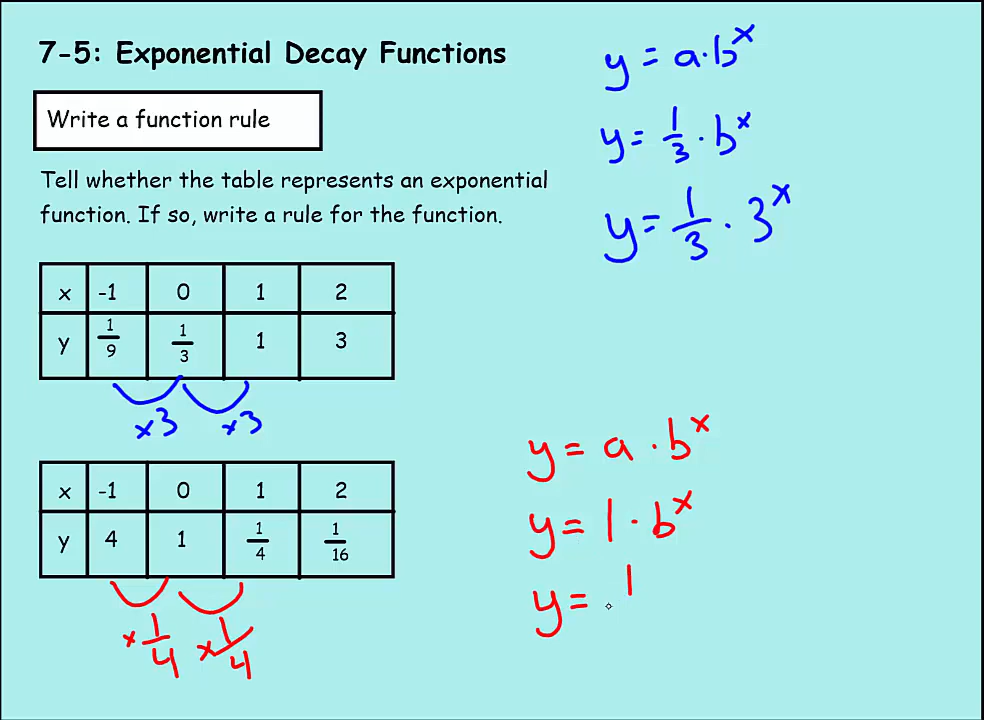 7-5: Exponential Decay Functions
Write a function rule
Tell whether the table represents an exponential
function. If so, write a rule for the function.
x -1 0 1 2
y 1/9 1/3 1 3
×3 ×3
x -1 0 1 2
y 4 1 1/4 1/16
×1/4 ×1/4
y = a·b^x
y = 1/3 · b^x
y = 1/3 · 3^x
y = a · b^x
y = 1 · b^x
y = 1